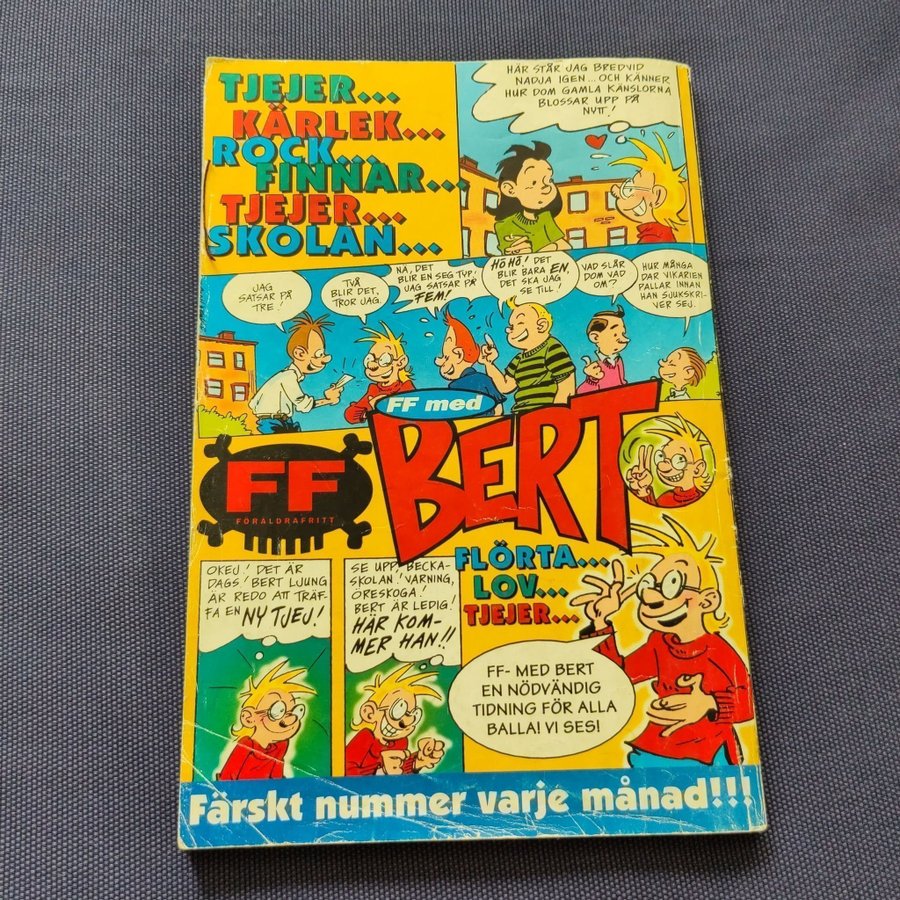 TJEJER...
KÄRLEK...
ROCK...
FINNAR...
TJEJER...
SKOLAN...
HÄR STÅR JAG BREDVID
NADJA IGEN... OCH KÄNNER
HUR DOM GAMLA KÄNSLORNA
BLOSSAR UPP PÅ
NYTT!
JAG
SATSAR PÅ
TRE!
TVÅ
BLIR DET,
TROR JAG.
NÄ, DET
BLIR EN SEG TYP.
JAG SATSAR PÅ
FEM!
HÖHÖ! DET
BLIR BARA EN,
DET SKA JAG
SE TILL!
VAD SLÅR
DOM VAD
OM?
HUR MÅNGA
DAR VIKARIEN
PALLAR INNAN
HAN SJUKSKRI-
VER SEJ.
FF med
BERT
FF
FÖRÄLDRAFRITT
FLÖRTA...
LOV...
TJEJER...
OKEJ! DET ÄR
DAGS! BERT LJUNG
ÄR REDO ATT TRÄF-
FA EN NY TJEJ!
SE UPP, BECKA-
SKOLAN! VARNING,
ÖRESKOGA!
BERT ÄR LEDIG!
HÄR KOM-
MER HAN!!
FF- MED BERT
EN NÖDVÄNDIG
TIDNING FÖR ALLA
BALLA! VI SES!
Färskt nummer varje månad!!!